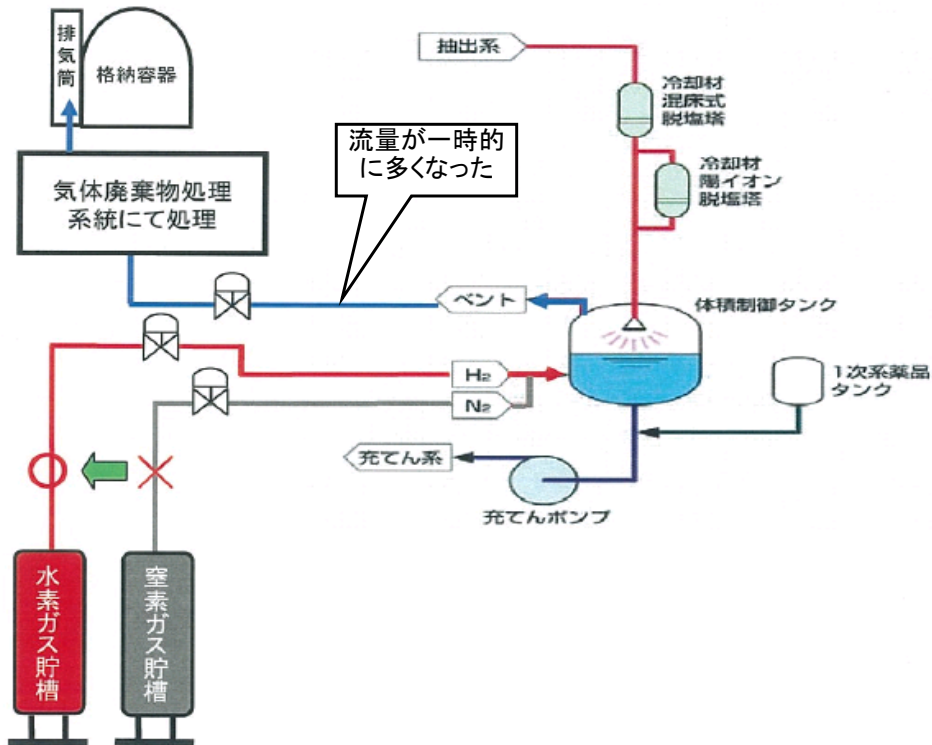 排気筒
格納容器
抽出系
冷却材
混床式
脱塩塔
流量が一時的
に多くなった
冷却材
陽イオン
脱塩塔
気体廃棄物処理
系統にて処理
ベント
体積制御タンク
H₂
N₂
1次系薬品
タンク
充てん系
充てんポンプ
水素ガス貯槽
窒素ガス貯槽